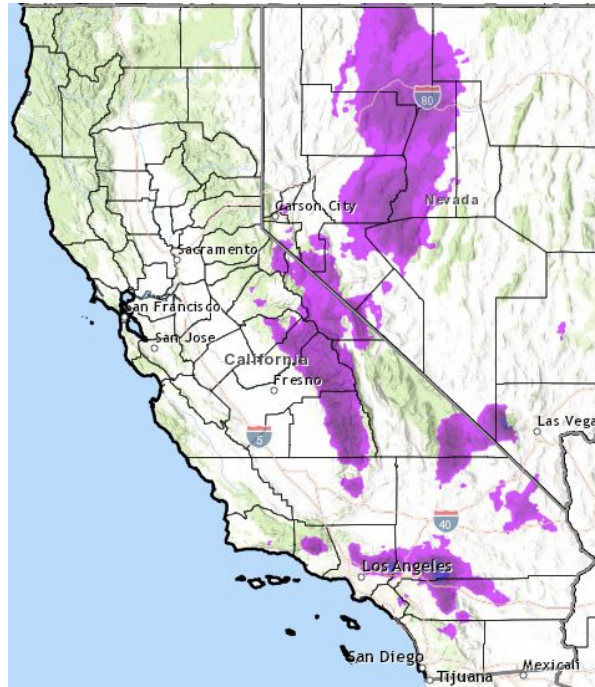 80
Nevada
Carson City
Sacramento
San Francisco
San Jose
California
Fresno
Las Vega
5
40
Los Angeles
San Diego
Mexicali
Tijuana